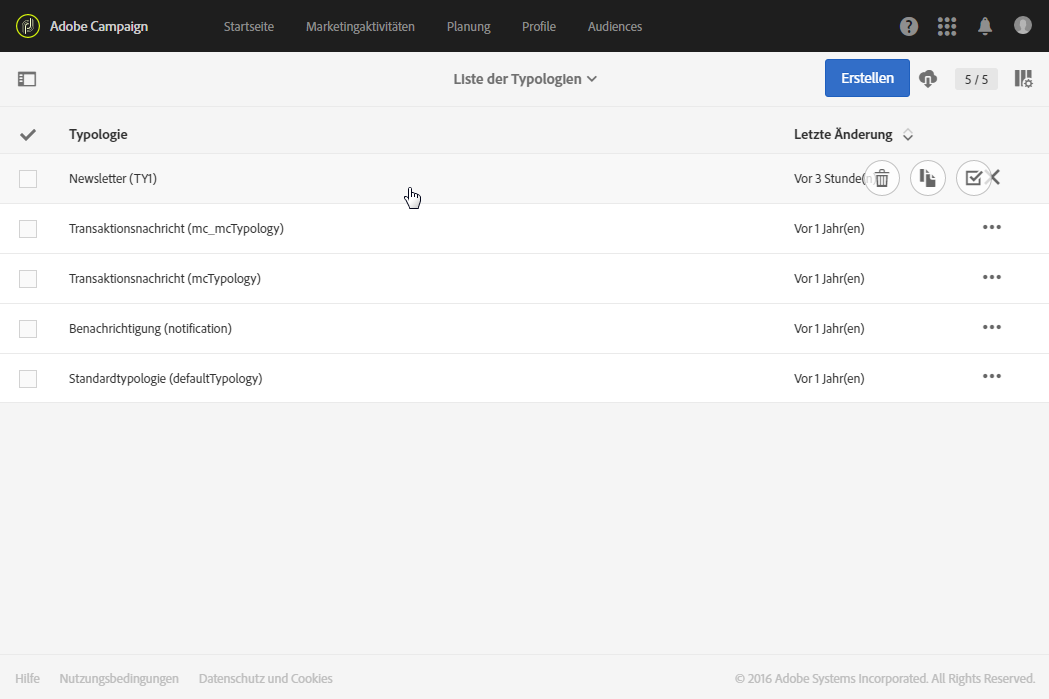 Adobe Campaign Startseite Marketingaktivitäten Planung Profile Audiences
Liste der Typologien Erstellen 5 / 5
Typologie Letzte Änderung
Newsletter (TY1) Vor 3 Stunde(
Transaktionsnachricht (mc_mcTypology) Vor 1 Jahr(en)
Transaktionsnachricht (mcTypology) Vor 1 Jahr(en)
Benachrichtigung (notification) Vor 1 Jahr(en)
Standardtypologie (defaultTypology) Vor 1 Jahr(en)
Hilfe Nutzungsbedingungen Datenschutz und Cookies © 2016 Adobe Systems Incorporated. All Rights Reserved.